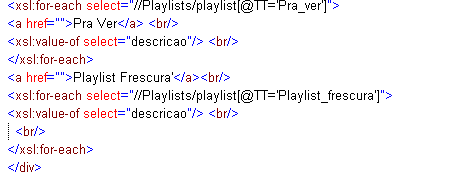 <xsl:for-each select="//Playlists/playlist[@TT='Pra_ver']">
<a href="">Pra Ver</a> <br/>
<xsl:value-of select="descricao"/> <br/>
</xsl:for-each>
<a href="">Playlist Frescura'</a><br/>
<xsl:for-each select="//Playlists/playlist[@TT='Playlist_frescura']">
<xsl:value-of select="descricao"/> <br/>
<br/>
</xsl:for-each>
</div>